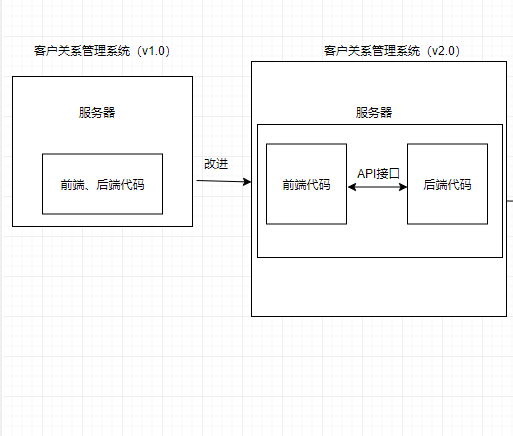 客户关系管理系统（v1.0）
客户关系管理系统（v2.0）
服务器
服务器
改进
API接口
前端、后端代码
前端代码
后端代码